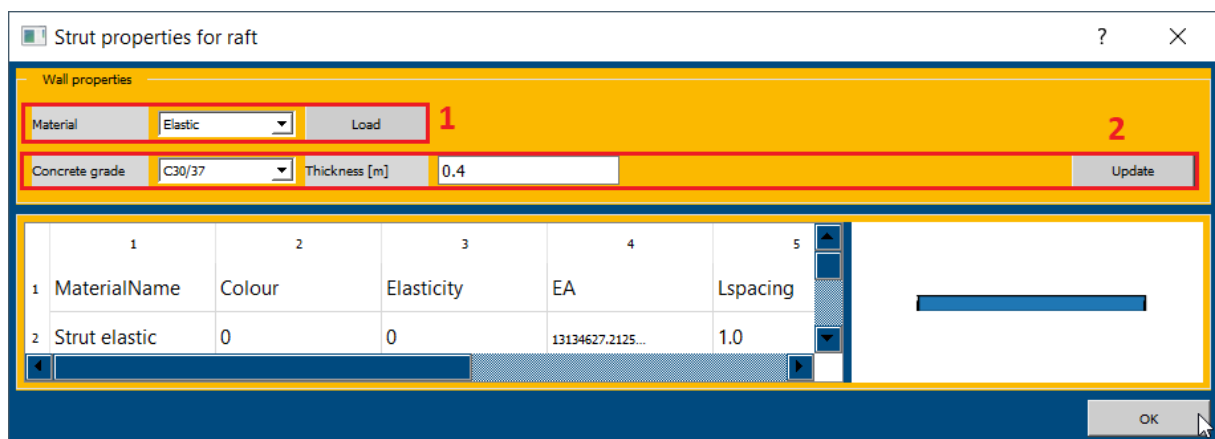 Strut properties for raft ?
Wall properties
Material Elastic Load 1
2
Concrete grade C30/37 Thickness [m] 0.4 Update
1 2 3 4 5
1 MaterialName Colour Elasticity EA Lspacing
2 Strut elastic 0 0 13134627.2125... 1.0
OK